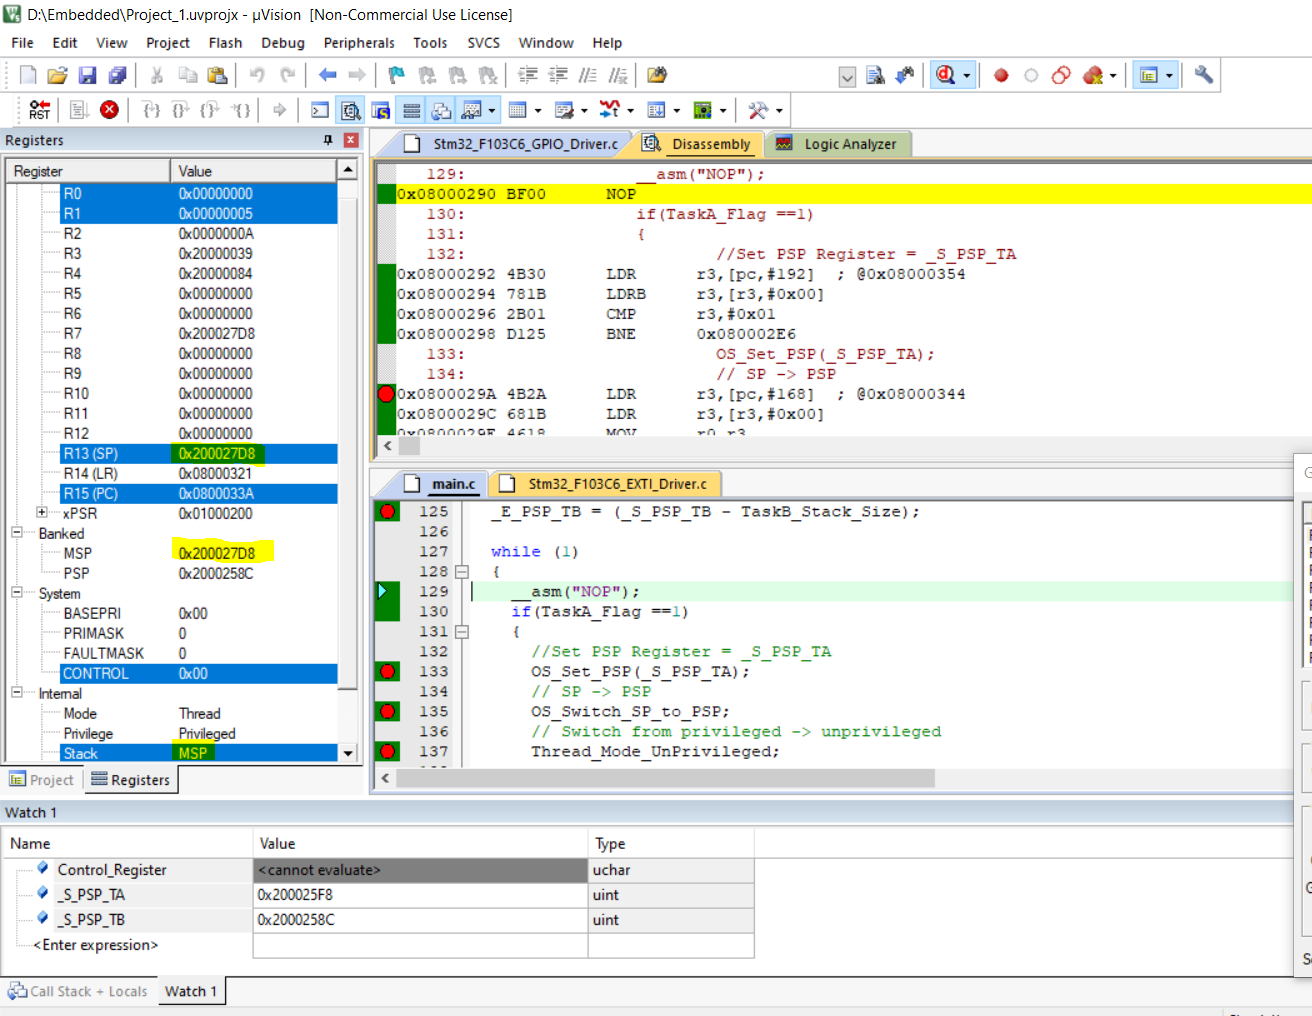 D:\Embedded\Project_1.uvprojx - µVision  [Non-Commercial Use License]
File Edit View Project Flash Debug Peripherals Tools SVCS Window Help
RST
Registers
Register Value
R0 0x00000000
R1 0x00000005
R2 0x0000000A
R3 0x20000039
R4 0x20000084
R5 0x00000000
R6 0x00000000
R7 0x200027D8
R8 0x00000000
R9 0x00000000
R10 0x00000000
R11 0x00000000
R12 0x00000000
R13 (SP) 0x200027D8
R14 (LR) 0x08000321
R15 (PC) 0x0800033A
xPSR 0x01000200
Banked
MSP 0x200027D8
PSP 0x2000258C
System
BASEPRI 0x00
PRIMASK 0
FAULTMASK 0
CONTROL 0x00
Internal
Mode Thread
Privilege Privileged
Stack MSP
Project Registers
Stm32_F103C6_GPIO_Driver.c Disassembly Logic Analyzer
129: __asm("NOP");
0x08000290 BF00 NOP
130: if(TaskA_Flag ==1)
131: {
132: //Set PSP Register = _S_PSP_TA
0x08000292 4B30 LDR r3,[pc,#192] ; @0x08000354
0x08000294 781B LDRB r3,[r3,#0x00]
0x08000296 2B01 CMP r3,#0x01
0x08000298 D125 BNE 0x080002E6
133: OS_Set_PSP(_S_PSP_TA);
134: // SP -> PSP
0x0800029A 4B2A LDR r3,[pc,#168] ; @0x08000344
0x0800029C 681B LDR r3,[r3,#0x00]
0x0800029E 4618 MOV r0,r3
main.c Stm32_F103C6_EXTI_Driver.c
125 _E_PSP_TB = (_S_PSP_TB - TaskB_Stack_Size);
126
127 while (1)
128 {
129 __asm("NOP");
130 if(TaskA_Flag ==1)
131 {
132 //Set PSP Register = _S_PSP_TA
133 OS_Set_PSP(_S_PSP_TA);
134 // SP -> PSP
135 OS_Switch_SP_to_PSP;
136 // Switch from privileged -> unprivileged
137 Thread_Mode_UnPrivileged;
Watch 1
Name Value Type
Control_Register <cannot evaluate> uchar
_S_PSP_TA 0x200025F8 uint
_S_PSP_TB 0x2000258C uint
<Enter expression>
Call Stack + Locals Watch 1